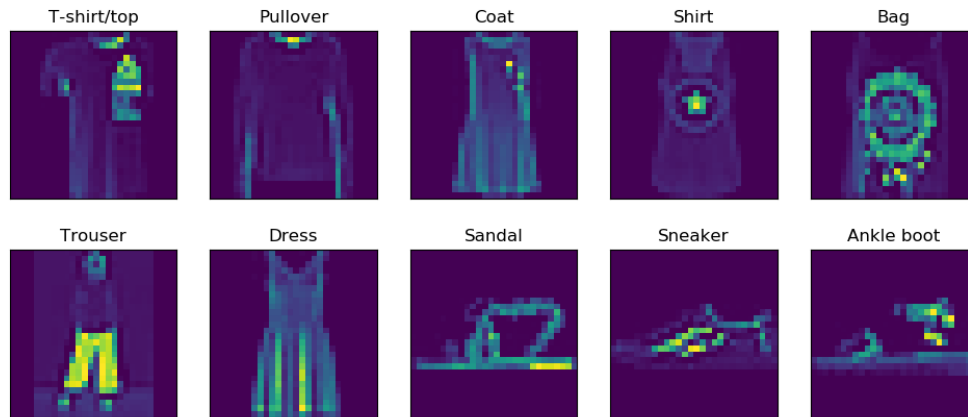 T-shirt/top Pullover Coat Shirt Bag
Trouser Dress Sandal Sneaker Ankle boot